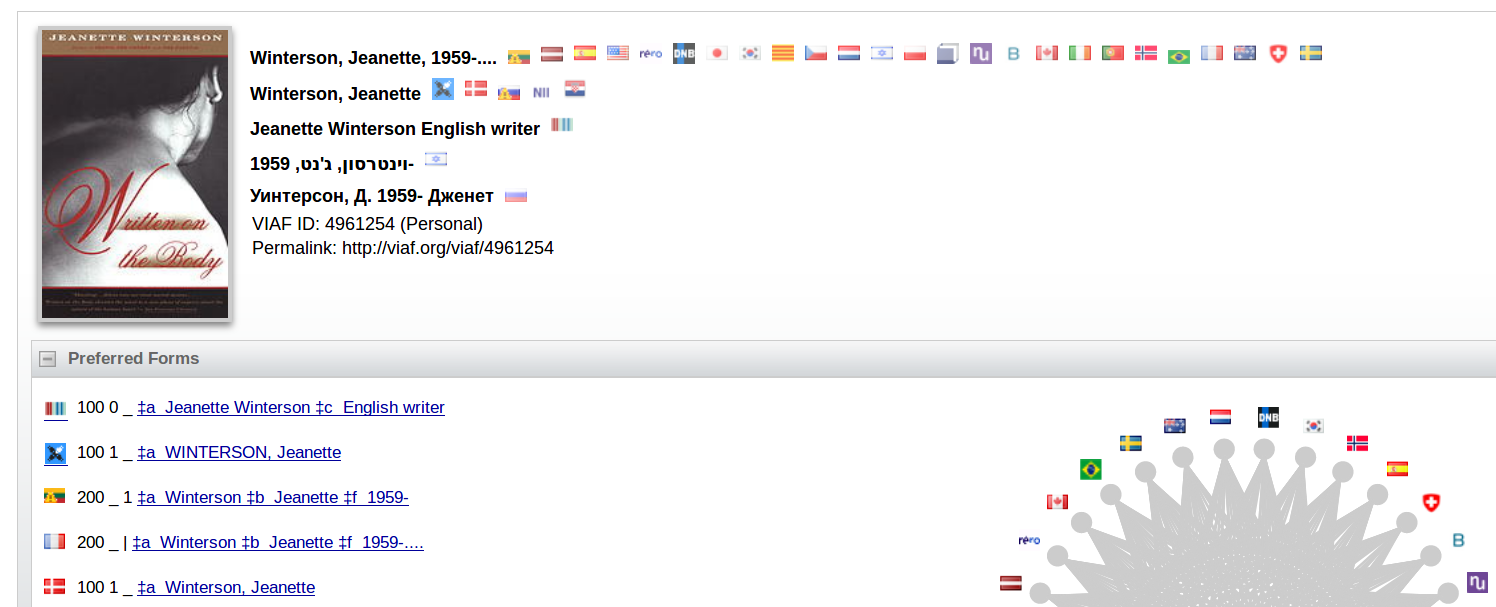 JEANETTE WINTERSON
Written on
the Body
Winterson, Jeanette, 1959-.... rero DNB nu B
Winterson, Jeanette NII
Jeanette Winterson English writer
וינטרסון, ג'נט, 1959-
Уинтерсон, Д. 1959- Дженет
VIAF ID: 4961254 (Personal)
Permalink: http://viaf.org/viaf/4961254
Preferred Forms
100 0 _ ‡a Jeanette Winterson ‡c English writer
100 1 _ ‡a WINTERSON, Jeanette
200 _ 1 ‡a Winterson ‡b Jeanette ‡f 1959-
200 _ | ‡a Winterson ‡b Jeanette ‡f 1959-....
100 1 _ ‡a Winterson, Jeanette
DNB
rero
B
nu